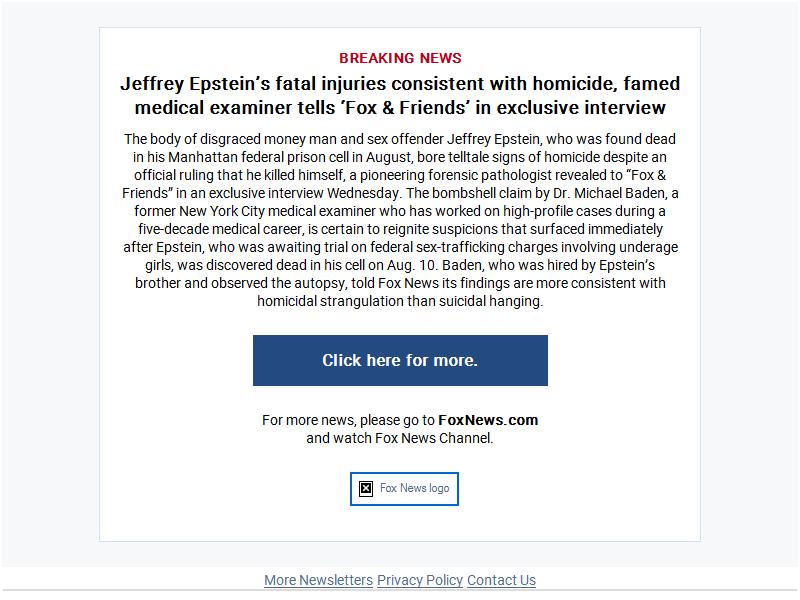 BREAKING NEWS
Jeffrey Epstein’s fatal injuries consistent with homicide, famed
medical examiner tells ‘Fox & Friends’ in exclusive interview
The body of disgraced money man and sex offender Jeffrey Epstein, who was found dead
in his Manhattan federal prison cell in August, bore telltale signs of homicide despite an
official ruling that he killed himself, a pioneering forensic pathologist revealed to “Fox &
Friends” in an exclusive interview Wednesday. The bombshell claim by Dr. Michael Baden, a
former New York City medical examiner who has worked on high-profile cases during a
five-decade medical career, is certain to reignite suspicions that surfaced immediately
after Epstein, who was awaiting trial on federal sex-trafficking charges involving underage
girls, was discovered dead in his cell on Aug. 10. Baden, who was hired by Epstein’s
brother and observed the autopsy, told Fox News its findings are more consistent with
homicidal strangulation than suicidal hanging.
Click here for more.
For more news, please go to FoxNews.com
and watch Fox News Channel.
Fox News logo
More Newsletters Privacy Policy Contact Us